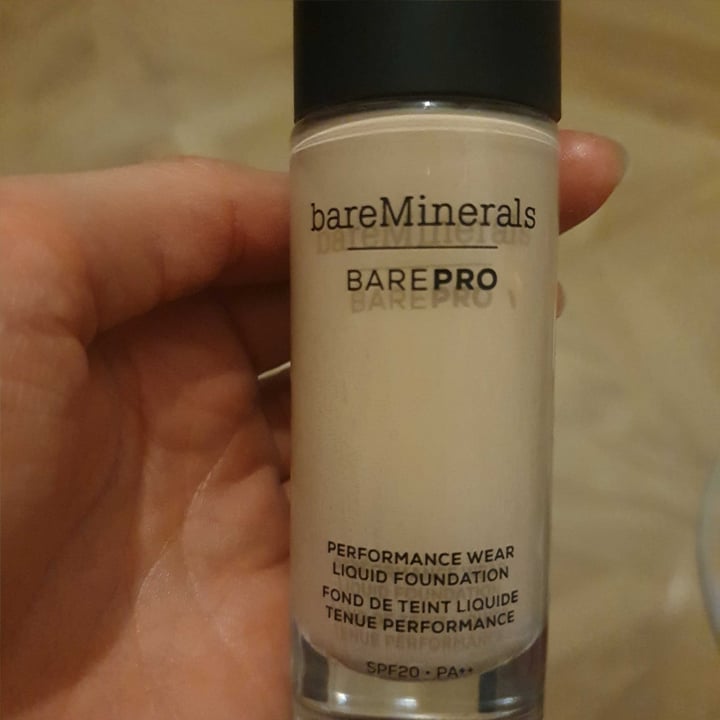 bareMinerals
BAREPRO
PERFORMANCE WEAR
LIQUID FOUNDATION
FOND DE TEINT LIQUIDE
TENUE PERFORMANCE
SPF20 • PA++